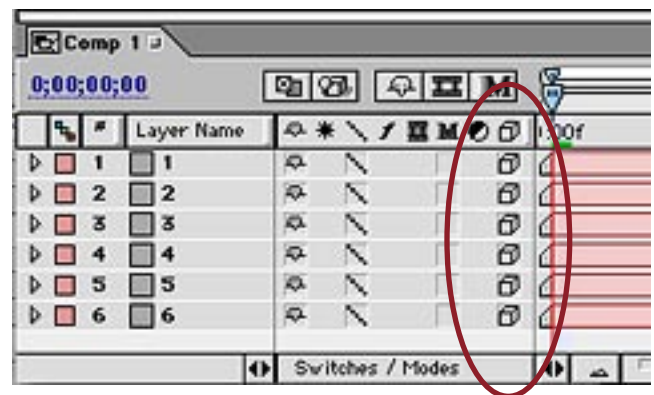 Comp 1
0;00;00;00
M
# Layer Name f M :00f
1 1
2 2
3 3
4 4
5 5
6 6
Switches / Modes